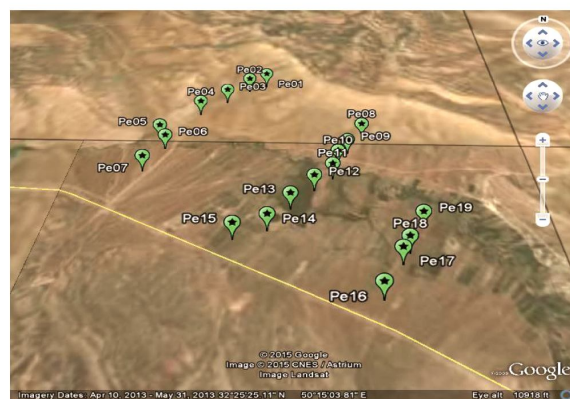 N
Pe02
Pe01
Pe03
Pe04
Pe08
Pe05
Pe06
Pe09
Pe10
Pe11
Pe07
Pe12
Pe13
Pe14
Pe15
Pe19
Pe18
Pe17
Pe16
© 2015 Google
Image © 2015 CNES / Astrium
Image Landsat
Google
Imagery Dates: Apr 10, 2013 - May 31, 2013 32°25'25.11" N 50°15'03.81" E Eye alt 10918 ft